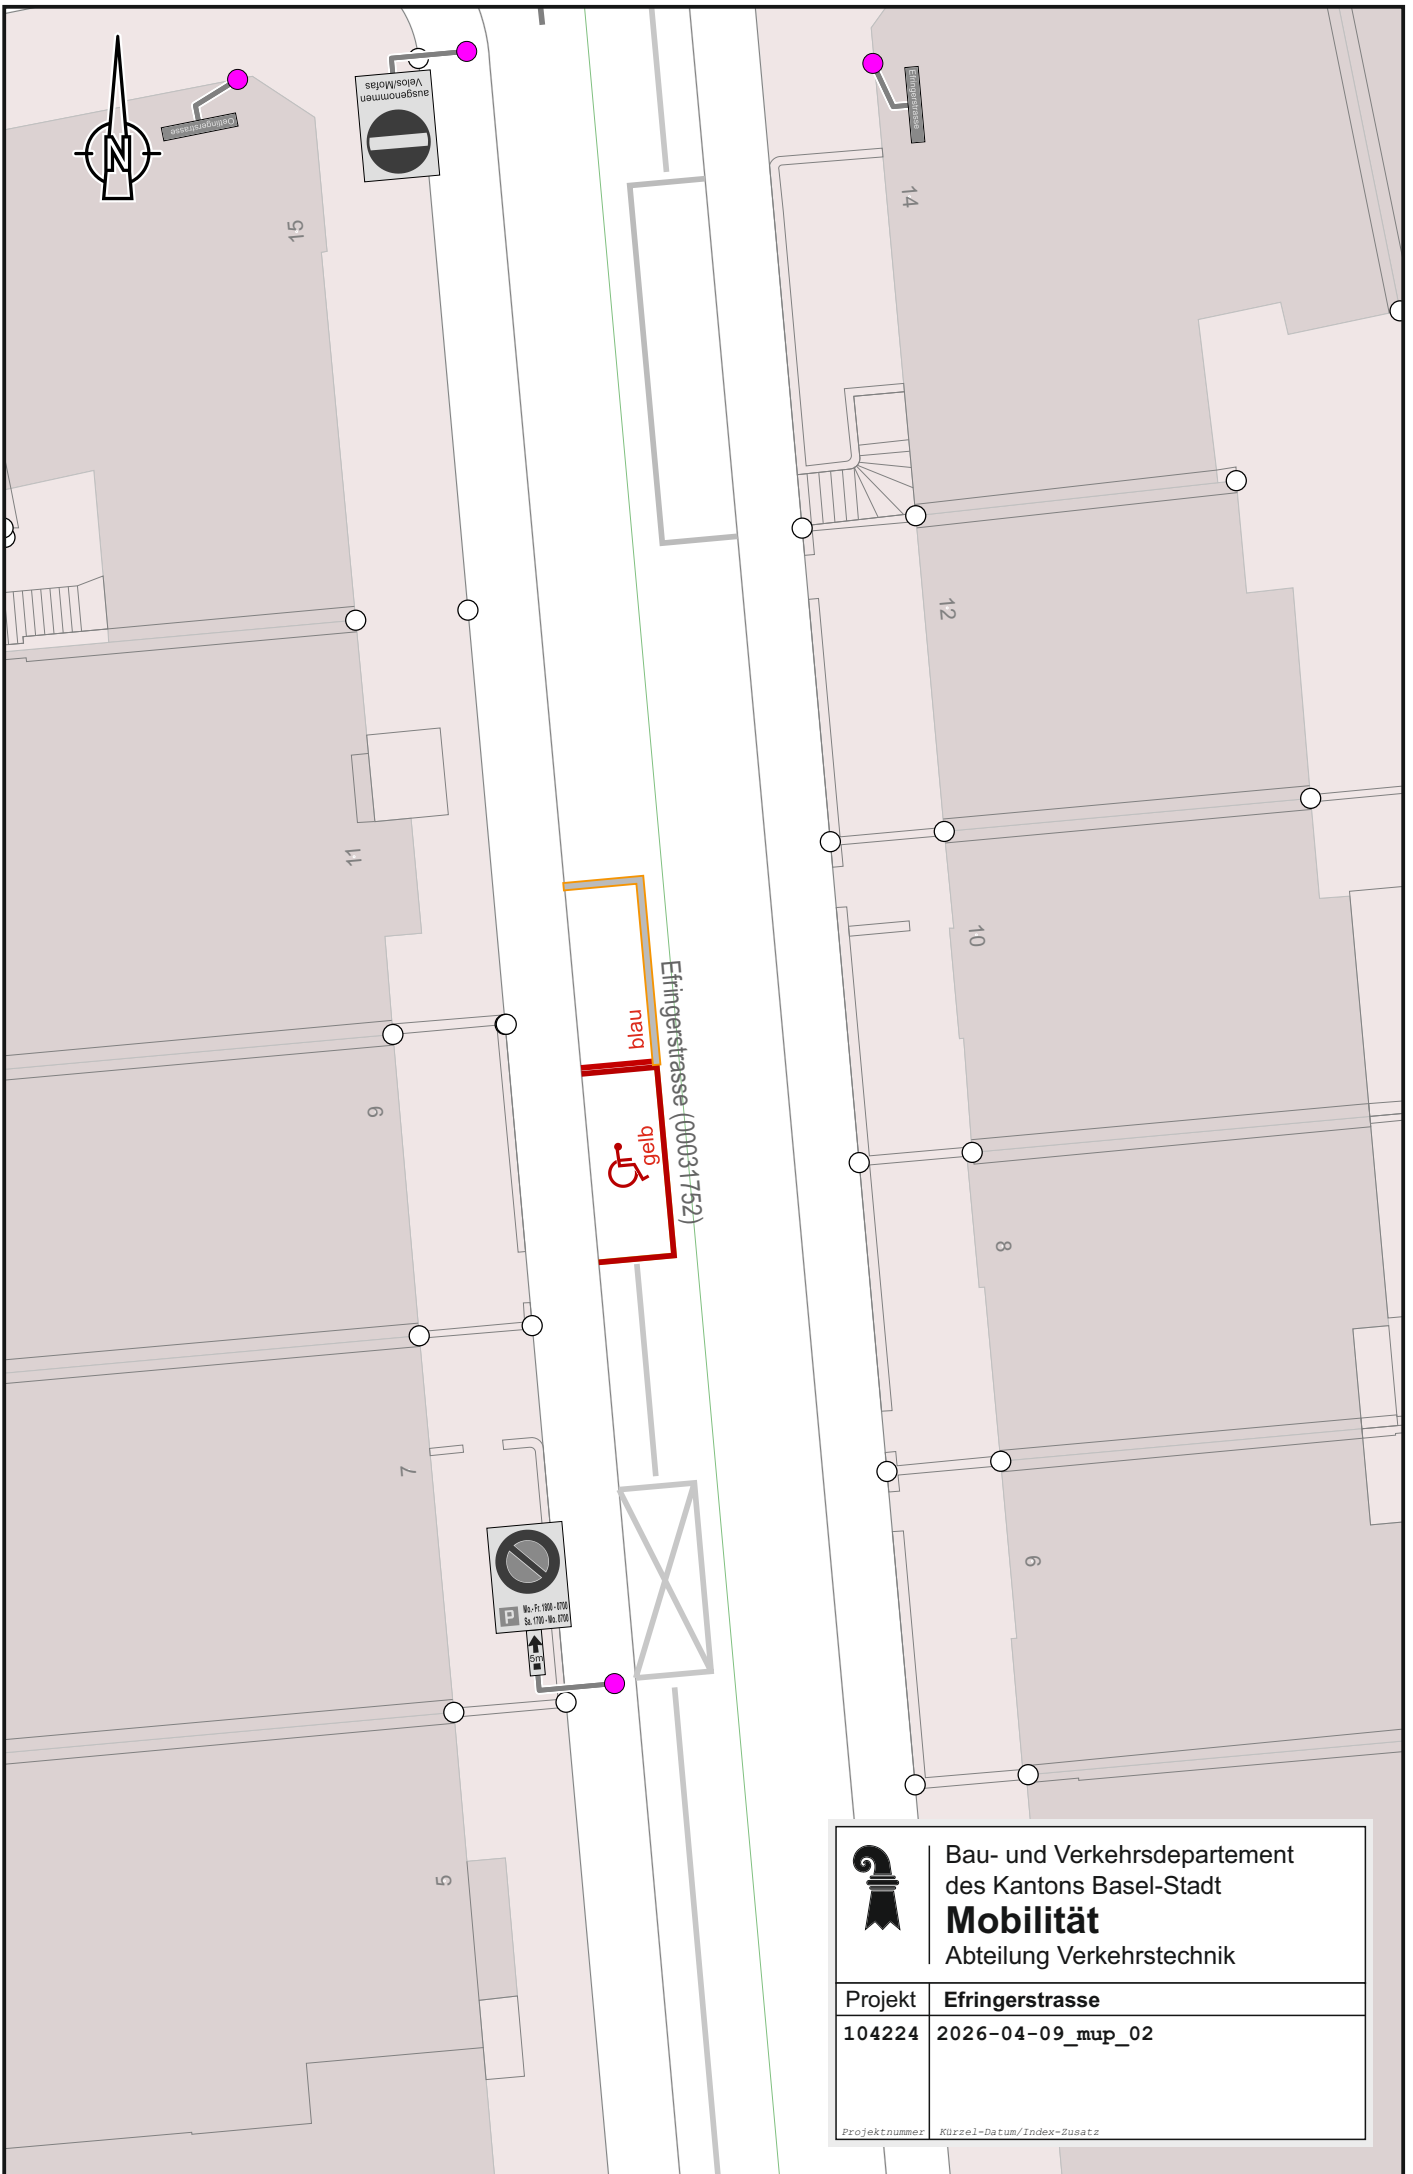 ausgenommen
Velos/Mofas
Oetlingerstrasse
Efringerstrasse
N
15
14
12
11
10
blau
Efringerstrasse (00031752)
gelb
9
8
7
6
P
Mo.- Fr. 1900 - 0700
Sa. 1700 - Mo. 0700
5m
5
Bau- und Verkehrsdepartement
des Kantons Basel-Stadt
Mobilität
Abteilung Verkehrstechnik
Projekt Efringerstrasse
104224 2026-04-09_mup_02
Projektnummer Kürzel-Datum/Index-Zusatz